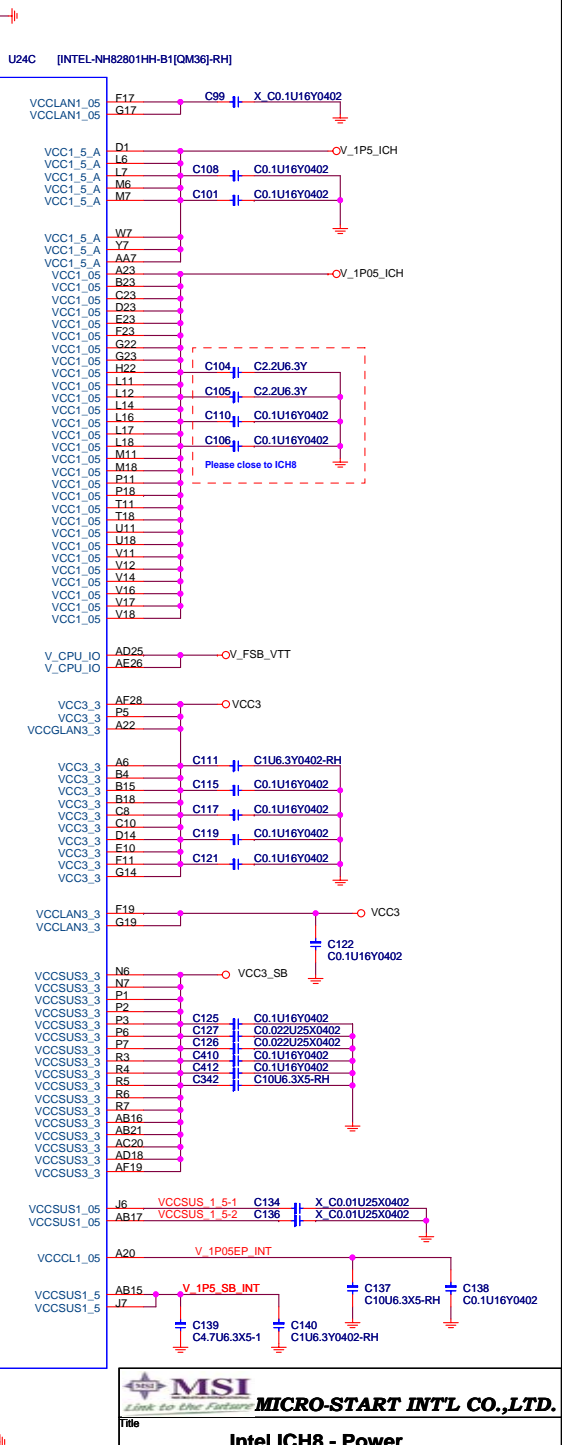 U24C [INTEL-NH82801HH-B1[QM36]-RH]
VCCLAN1_05 F17 C99 X_C0.1U16Y0402
VCCLAN1_05 G17
VCC1_5_A D1 V_1P5_ICH
VCC1_5_A L6
VCC1_5_A L7 C108 C0.1U16Y0402
VCC1_5_A M6
VCC1_5_A M7 C101 C0.1U16Y0402
VCC1_5_A W7
VCC1_5_A Y7
VCC1_5_A AA7
VCC1_05 A23 V_1P05_ICH
VCC1_05 B23
VCC1_05 C23
VCC1_05 D23
VCC1_05 E23
VCC1_05 F23
VCC1_05 G22
VCC1_05 G23
VCC1_05 H22 C104 C2.2U6.3Y
VCC1_05 L11
VCC1_05 L12 C105 C2.2U6.3Y
VCC1_05 L14
VCC1_05 L16 C110 C0.1U16Y0402
VCC1_05 L17
VCC1_05 L18 C106 C0.1U16Y0402
VCC1_05 M11
VCC1_05 M18 Please close to ICH8
VCC1_05 P11
VCC1_05 P18
VCC1_05 T11
VCC1_05 T18
VCC1_05 U11
VCC1_05 U18
VCC1_05 V11
VCC1_05 V12
VCC1_05 V14
VCC1_05 V16
VCC1_05 V17
VCC1_05 V18
V_CPU_IO AD25 V_FSB_VTT
V_CPU_IO AE26
VCC3_3 AF28 VCC3
VCC3_3 P5
VCCGLAN3_3 A22
VCC3_3 A6 C111 C1U6.3Y0402-RH
VCC3_3 B4
VCC3_3 B15 C115 C0.1U16Y0402
VCC3_3 B18
VCC3_3 C8 C117 C0.1U16Y0402
VCC3_3 C10
VCC3_3 D14 C119 C0.1U16Y0402
VCC3_3 E10
VCC3_3 F11 C121 C0.1U16Y0402
VCC3_3 G14
VCCLAN3_3 F19 VCC3
VCCLAN3_3 G19
C122
C0.1U16Y0402
VCCSUS3_3 N6 VCC3_SB
VCCSUS3_3 N7
VCCSUS3_3 P1
VCCSUS3_3 P2
VCCSUS3_3 P3 C125 C0.1U16Y0402
VCCSUS3_3 P6 C127 C0.022U25X0402
VCCSUS3_3 P7 C126 C0.022U25X0402
VCCSUS3_3 R3 C410 C0.1U16Y0402
VCCSUS3_3 R4 C412 C0.1U16Y0402
VCCSUS3_3 R5 C342 C10U6.3X5-RH
VCCSUS3_3 R6
VCCSUS3_3 R7
VCCSUS3_3 AB16
VCCSUS3_3 AB21
VCCSUS3_3 AC20
VCCSUS3_3 AD18
VCCSUS3_3 AF19
VCCSUS1_05 J6 VCCSUS_1_5-1 C134 X_C0.01U25X0402
VCCSUS1_05 AB17 VCCSUS_1_5-2 C136 X_C0.01U25X0402
VCCCL1_05 A20 V_1P05EP_INT
C137 C138
C10U6.3X5-RH C0.1U16Y0402
VCCSUS1_5 AB15 V_1P5_SB_INT
VCCSUS1_5 J7
C139 C140
C4.7U6.3X5-1 C1U6.3Y0402-RH
MSI
Link to the Future MICRO-START INT'L CO.,LTD.
Title
Intel ICH8 - Power